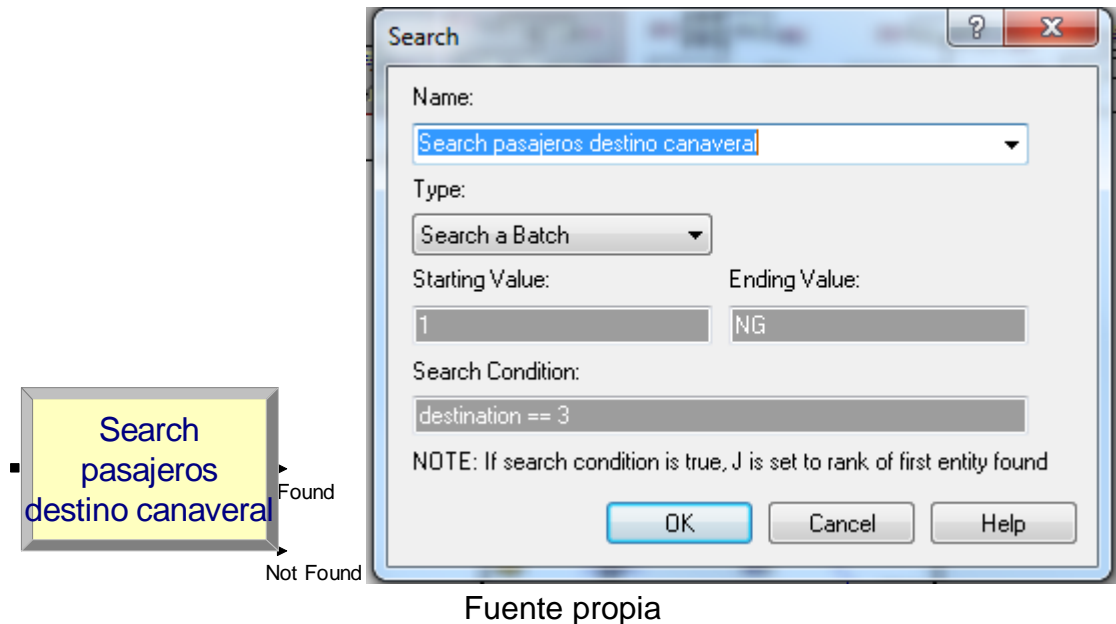 Search
Name:
Search pasajeros destino canaveral
Type:
Search a Batch
Starting Value: Ending Value:
1 NG
Search Condition:
destination == 3
NOTE: If search condition is true, J is set to rank of first entity found
OK Cancel Help
Search
pasajeros
destino canaveral
Found
Not Found
Fuente propia